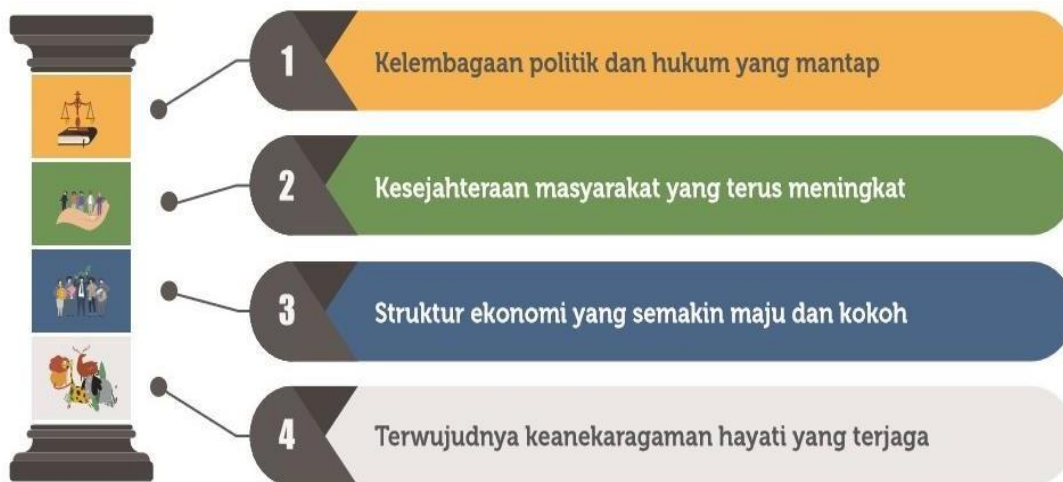 1
Kelembagaan politik dan hukum yang mantap
2
Kesejahteraan masyarakat yang terus meningkat
3
Struktur ekonomi yang semakin maju dan kokoh
4
Terwujudnya keanekaragaman hayati yang terjaga